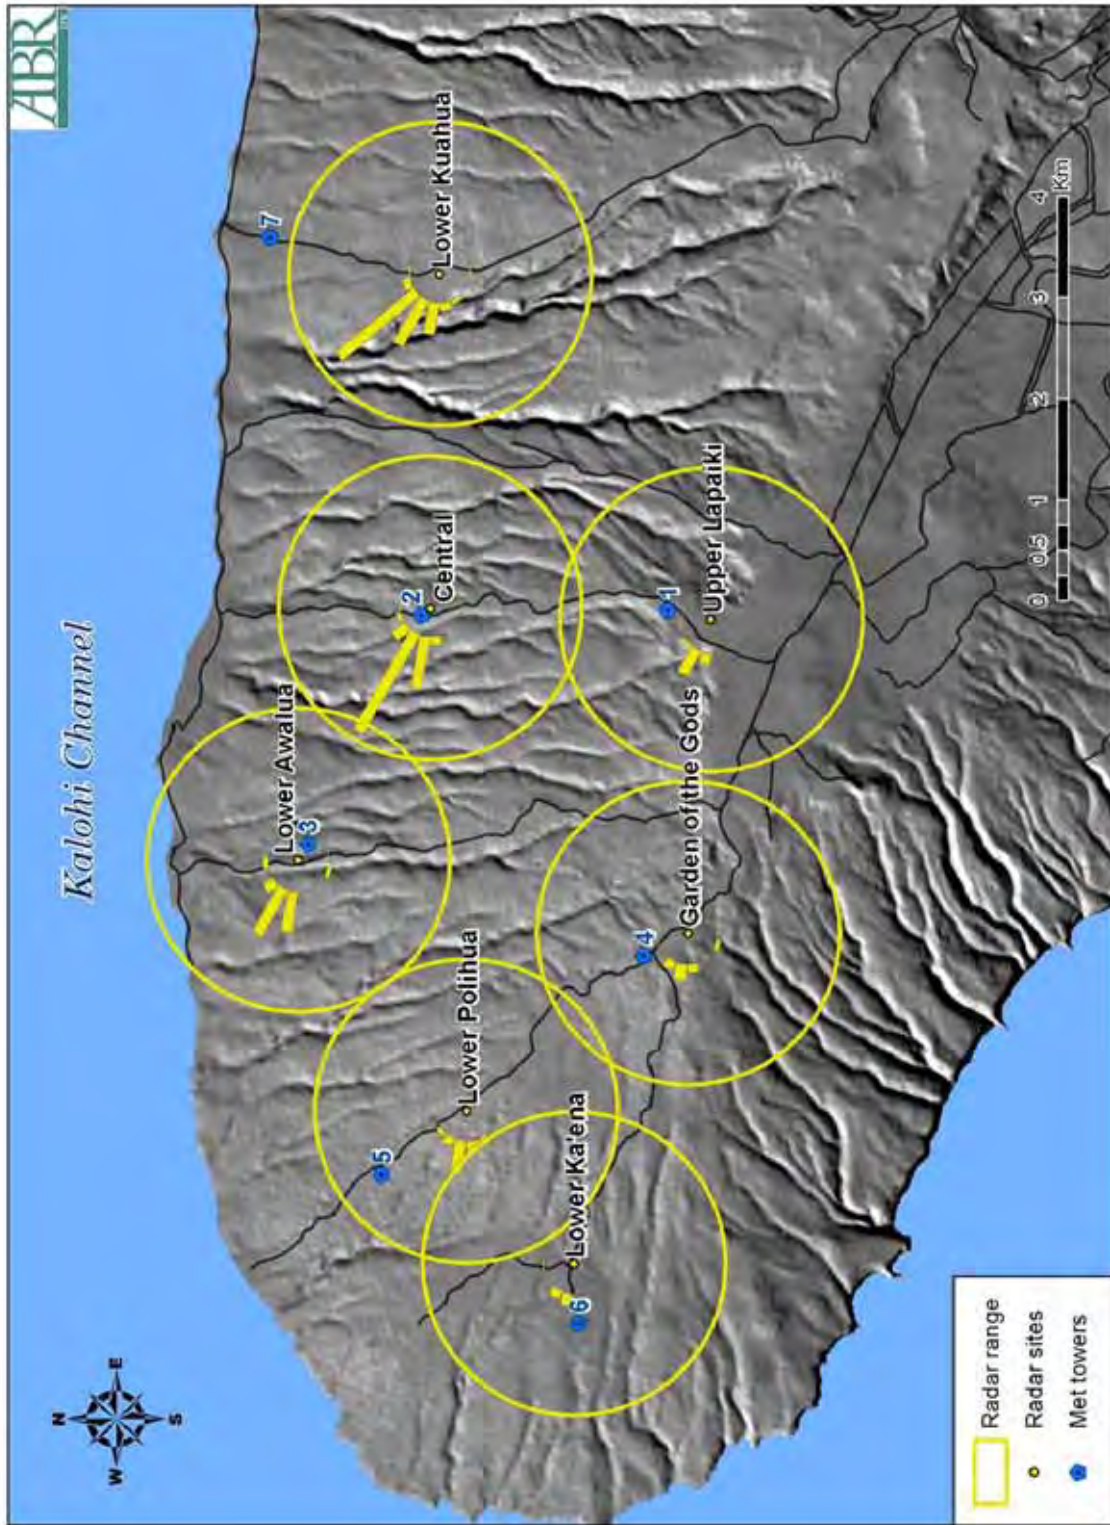 ABR
Kalohi Channel
N
W
E
S
7
Lower Kuahua
2
Central
Lower Awalua
3
1
Upper Lapaiki
Garden of the Gods
4
Lower Polihua
5
Lower Ka'ena
6
0 0.5 1 2 3 4
Km
Radar range
Radar sites
Met towers